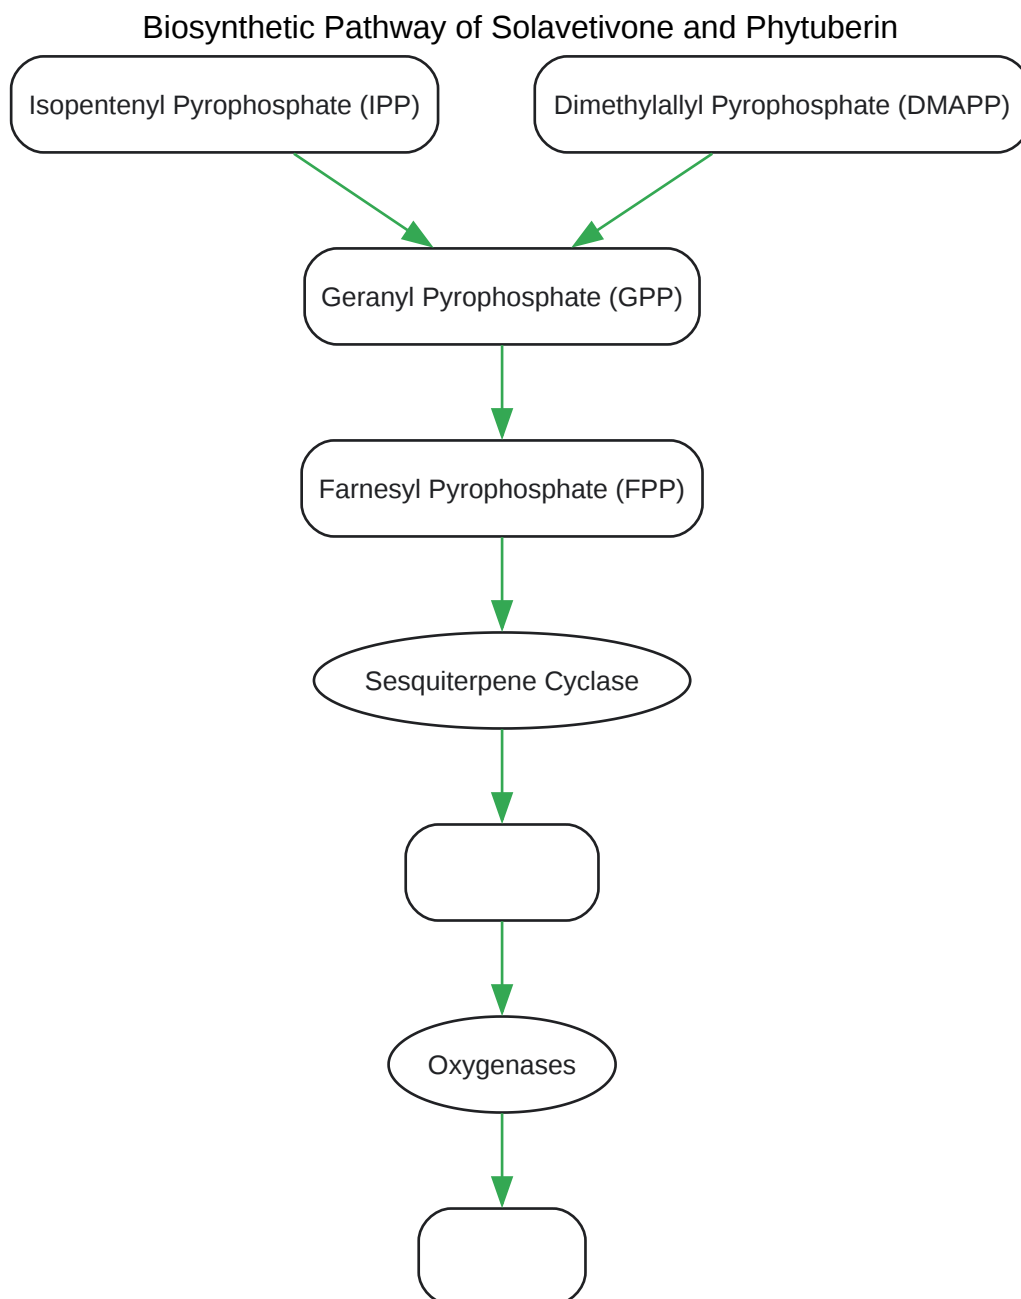 Biosynthetic Pathway of Solavetivone and Phytuberin
Isopentenyl Pyrophosphate (IPP)
Dimethylallyl Pyrophosphate (DMAPP)
Geranyl Pyrophosphate (GPP)
Farnesyl Pyrophosphate (FPP)
Sesquiterpene Cyclase
Oxygenases